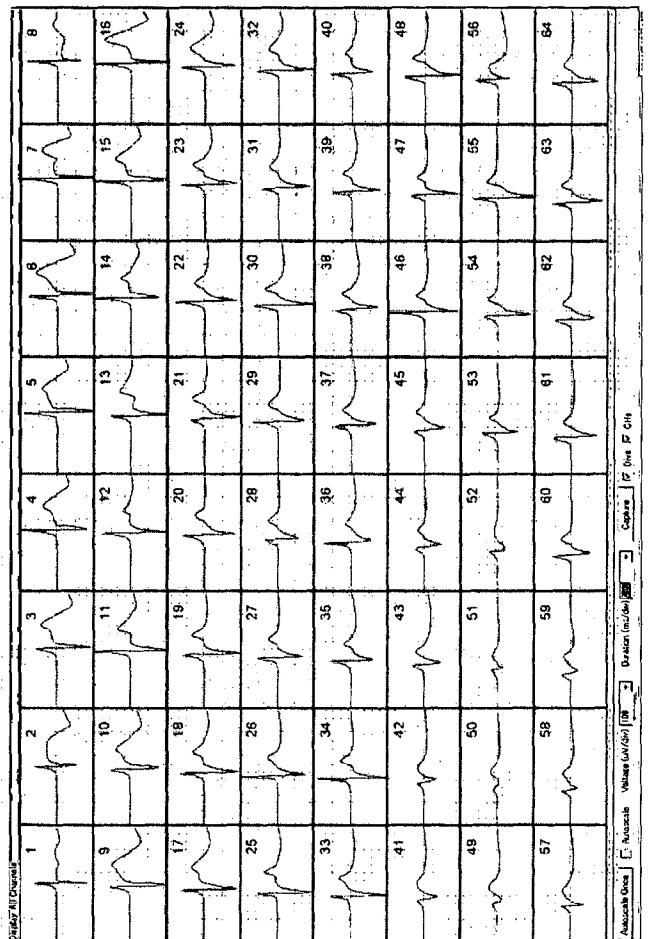 Display All Channels
1 2 3 4 5 6 7 8
9 10 11 12 13 14 15 16
17 18 19 20 21 22 23 24
25 26 27 28 29 30 31 32
33 34 35 36 37 38 39 40
41 42 43 44 45 46 47 48
49 50 51 52 53 54 55 56
57 58 59 60 61 62 63 64
Autoscale Once Autoscale Voltage (uV/div) 100 Duration (ms/div) Capture Divs